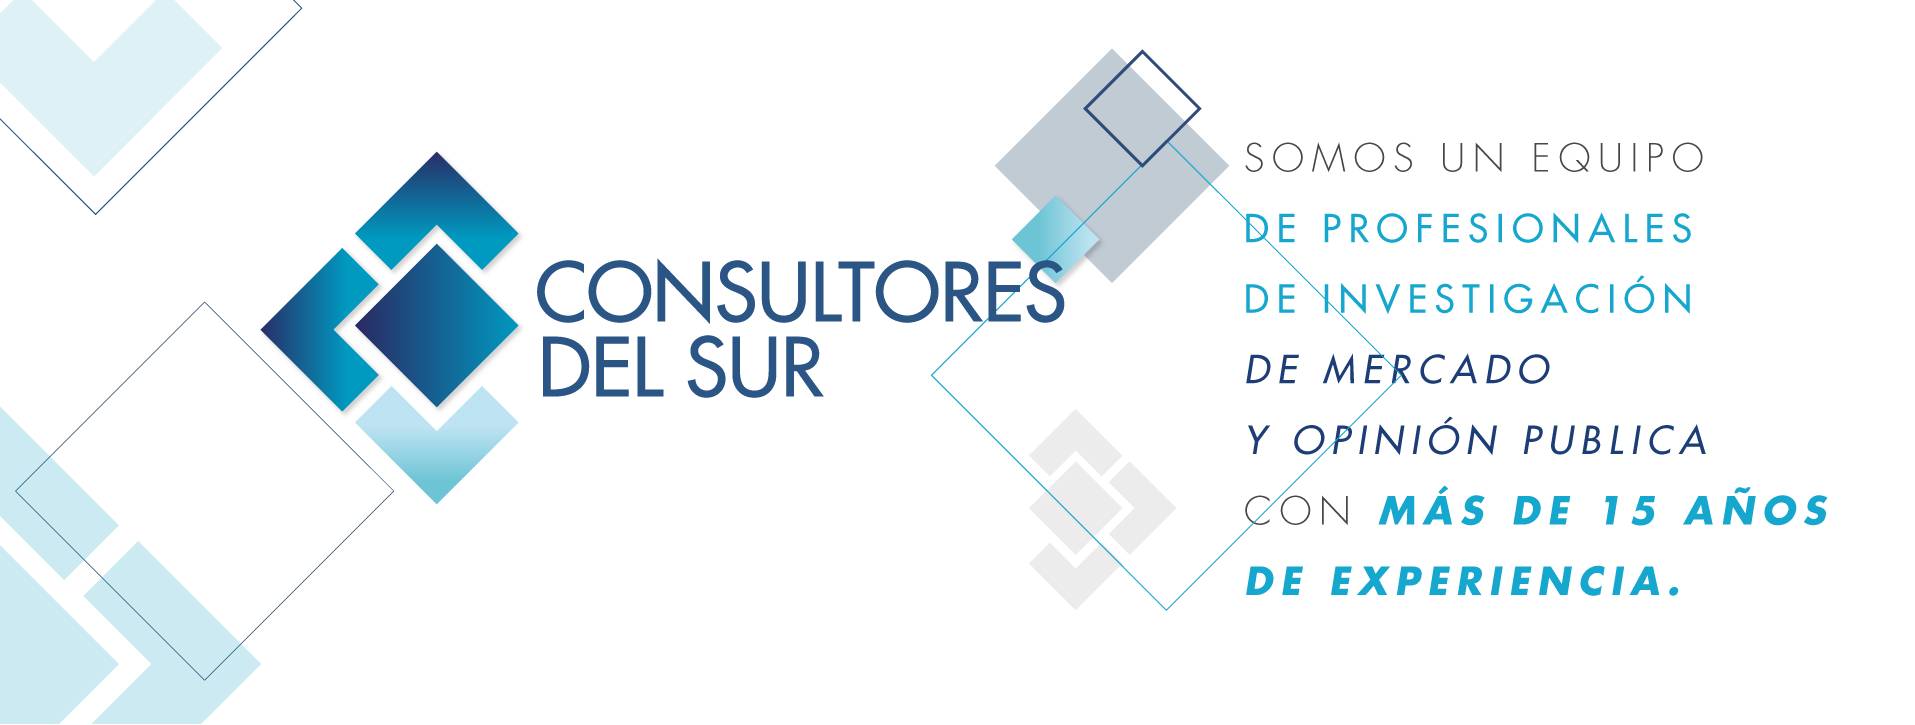 CONSULTORES
DEL SUR
SOMOS UN EQUIPO
DE PROFESIONALES
DE INVESTIGACIÓN
DE MERCADO
Y OPINIÓN PUBLICA
CON MÁS DE 15 AÑOS
DE EXPERIENCIA.